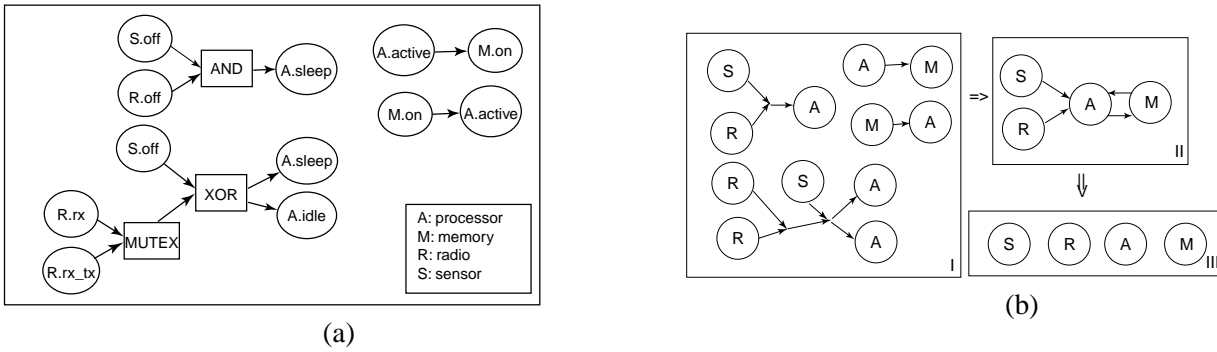 S.off
R.off
AND
A.sleep
A.active
M.on
M.on
A.active
S.off
R.rx
R.rx_tx
MUTEX
XOR
A.sleep
A.idle
A: processor
M: memory
R: radio
S: sensor
(a)
S
R
A
A
M
M
A
R
S
A
R
A
I
=>
S
R
A
M
II
⇓
S
R
A
M
III
(b)